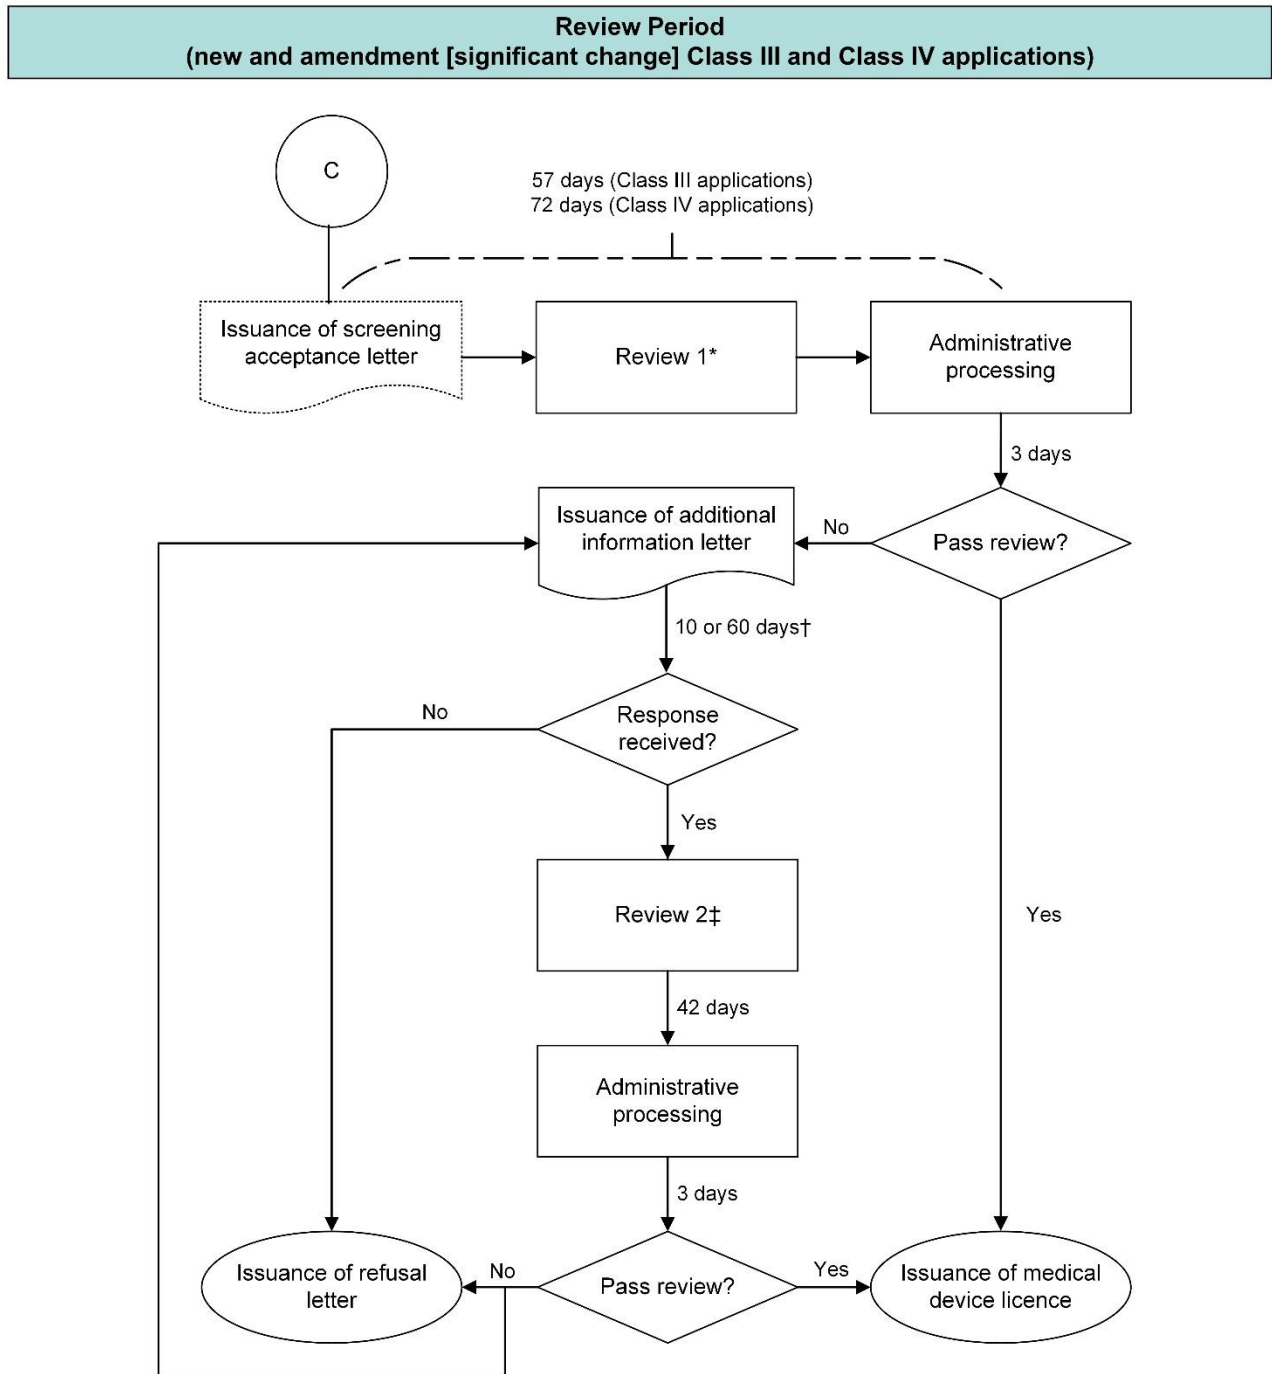 Review Period
(new and amendment [significant change] Class III and Class IV applications)
C
57 days (Class III applications)
72 days (Class IV applications)
Issuance of screening
acceptance letter
Review 1*
Administrative
processing
3 days
Issuance of additional
information letter
No
Pass review?
10 or 60 days†
No
Response
received?
Yes
Review 2‡
Yes
42 days
Administrative
processing
3 days
Issuance of refusal
letter
No
Pass review?
Yes
Issuance of medical
device licence